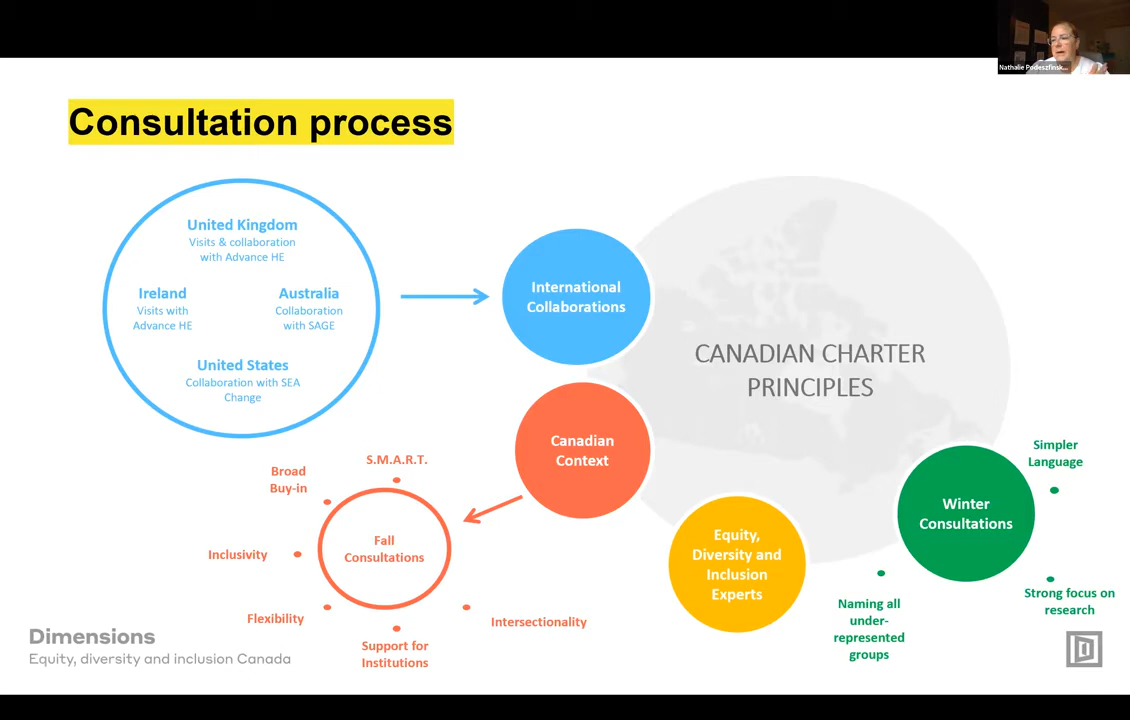 Nathalie Podeszfinsk...
Consultation process
United Kingdom
Visits & collaboration
with Advance HE
Ireland
Visits with
Advance HE
Australia
Collaboration
with SAGE
United States
Collaboration with SEA
Change
International
Collaborations
CANADIAN CHARTER
PRINCIPLES
Canadian
Context
S.M.A.R.T.
Broad
Buy-in
Fall
Consultations
Inclusivity
Flexibility
Support for
Institutions
Intersectionality
Equity,
Diversity and
Inclusion
Experts
Winter
Consultations
Simpler
Language
Strong focus on
research
Naming all
under-
represented
groups
Dimensions
Equity, diversity and inclusion Canada